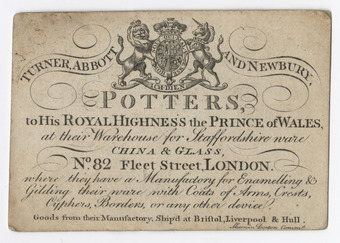 TURNER, ABBOTT AND NEWBURY.
ICH DIEN
POTTERS,
to His ROYAL HIGHNESS the PRINCE of WALES,
at their Warehouse for Staffordshire ware
CHINA & GLASS,
No. 82 Fleet Street, LONDON.
where they have a Manufactory for Enamelling &
Gilding their ware with Coats of Arms, Crests,
Cyphers, Borders, or any other device.
Goods from their Manufactory, Ship'd at Bristol, Liverpool & Hull.